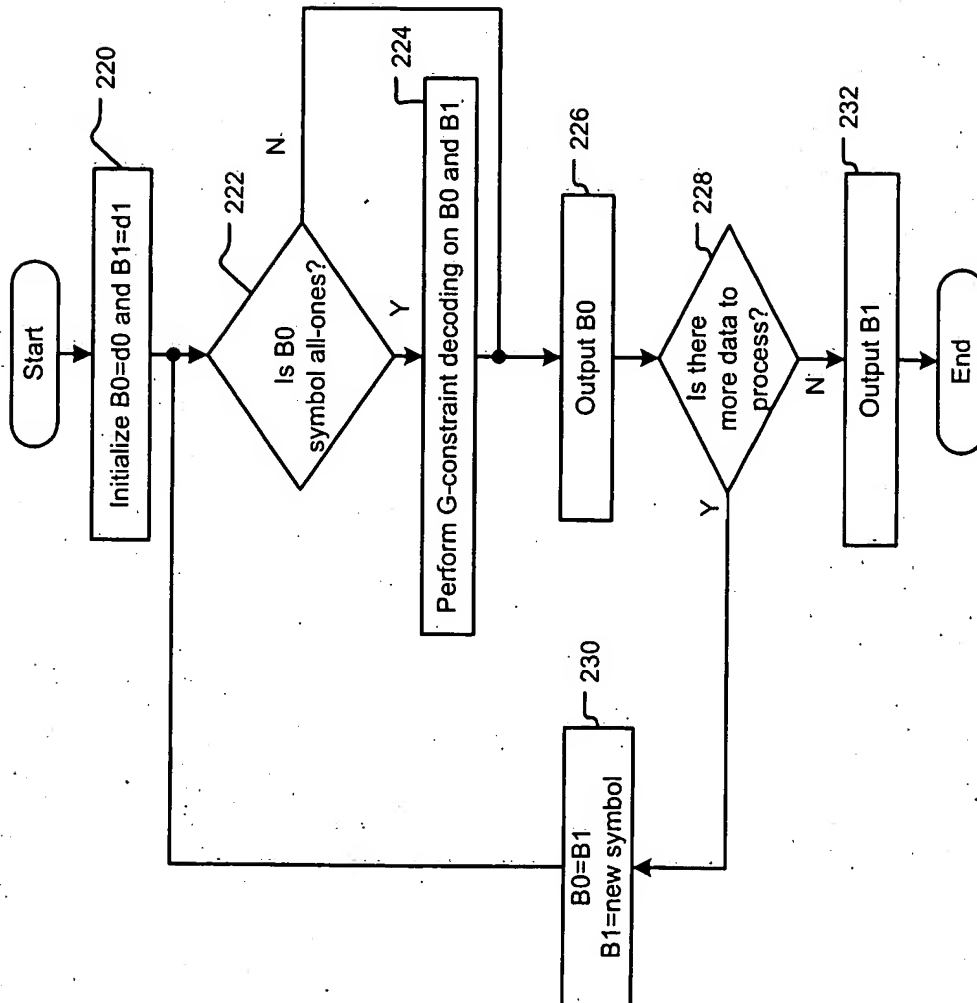 Start
220
Initialize B0=d0 and B1=d1
222
Is B0
symbol all-ones?
N
Y
224
Perform G-constraint decoding on B0 and B1
226
Output B0
228
Is there
more data to
process?
Y
N
230
B0=B1
B1=new symbol
232
Output B1
End